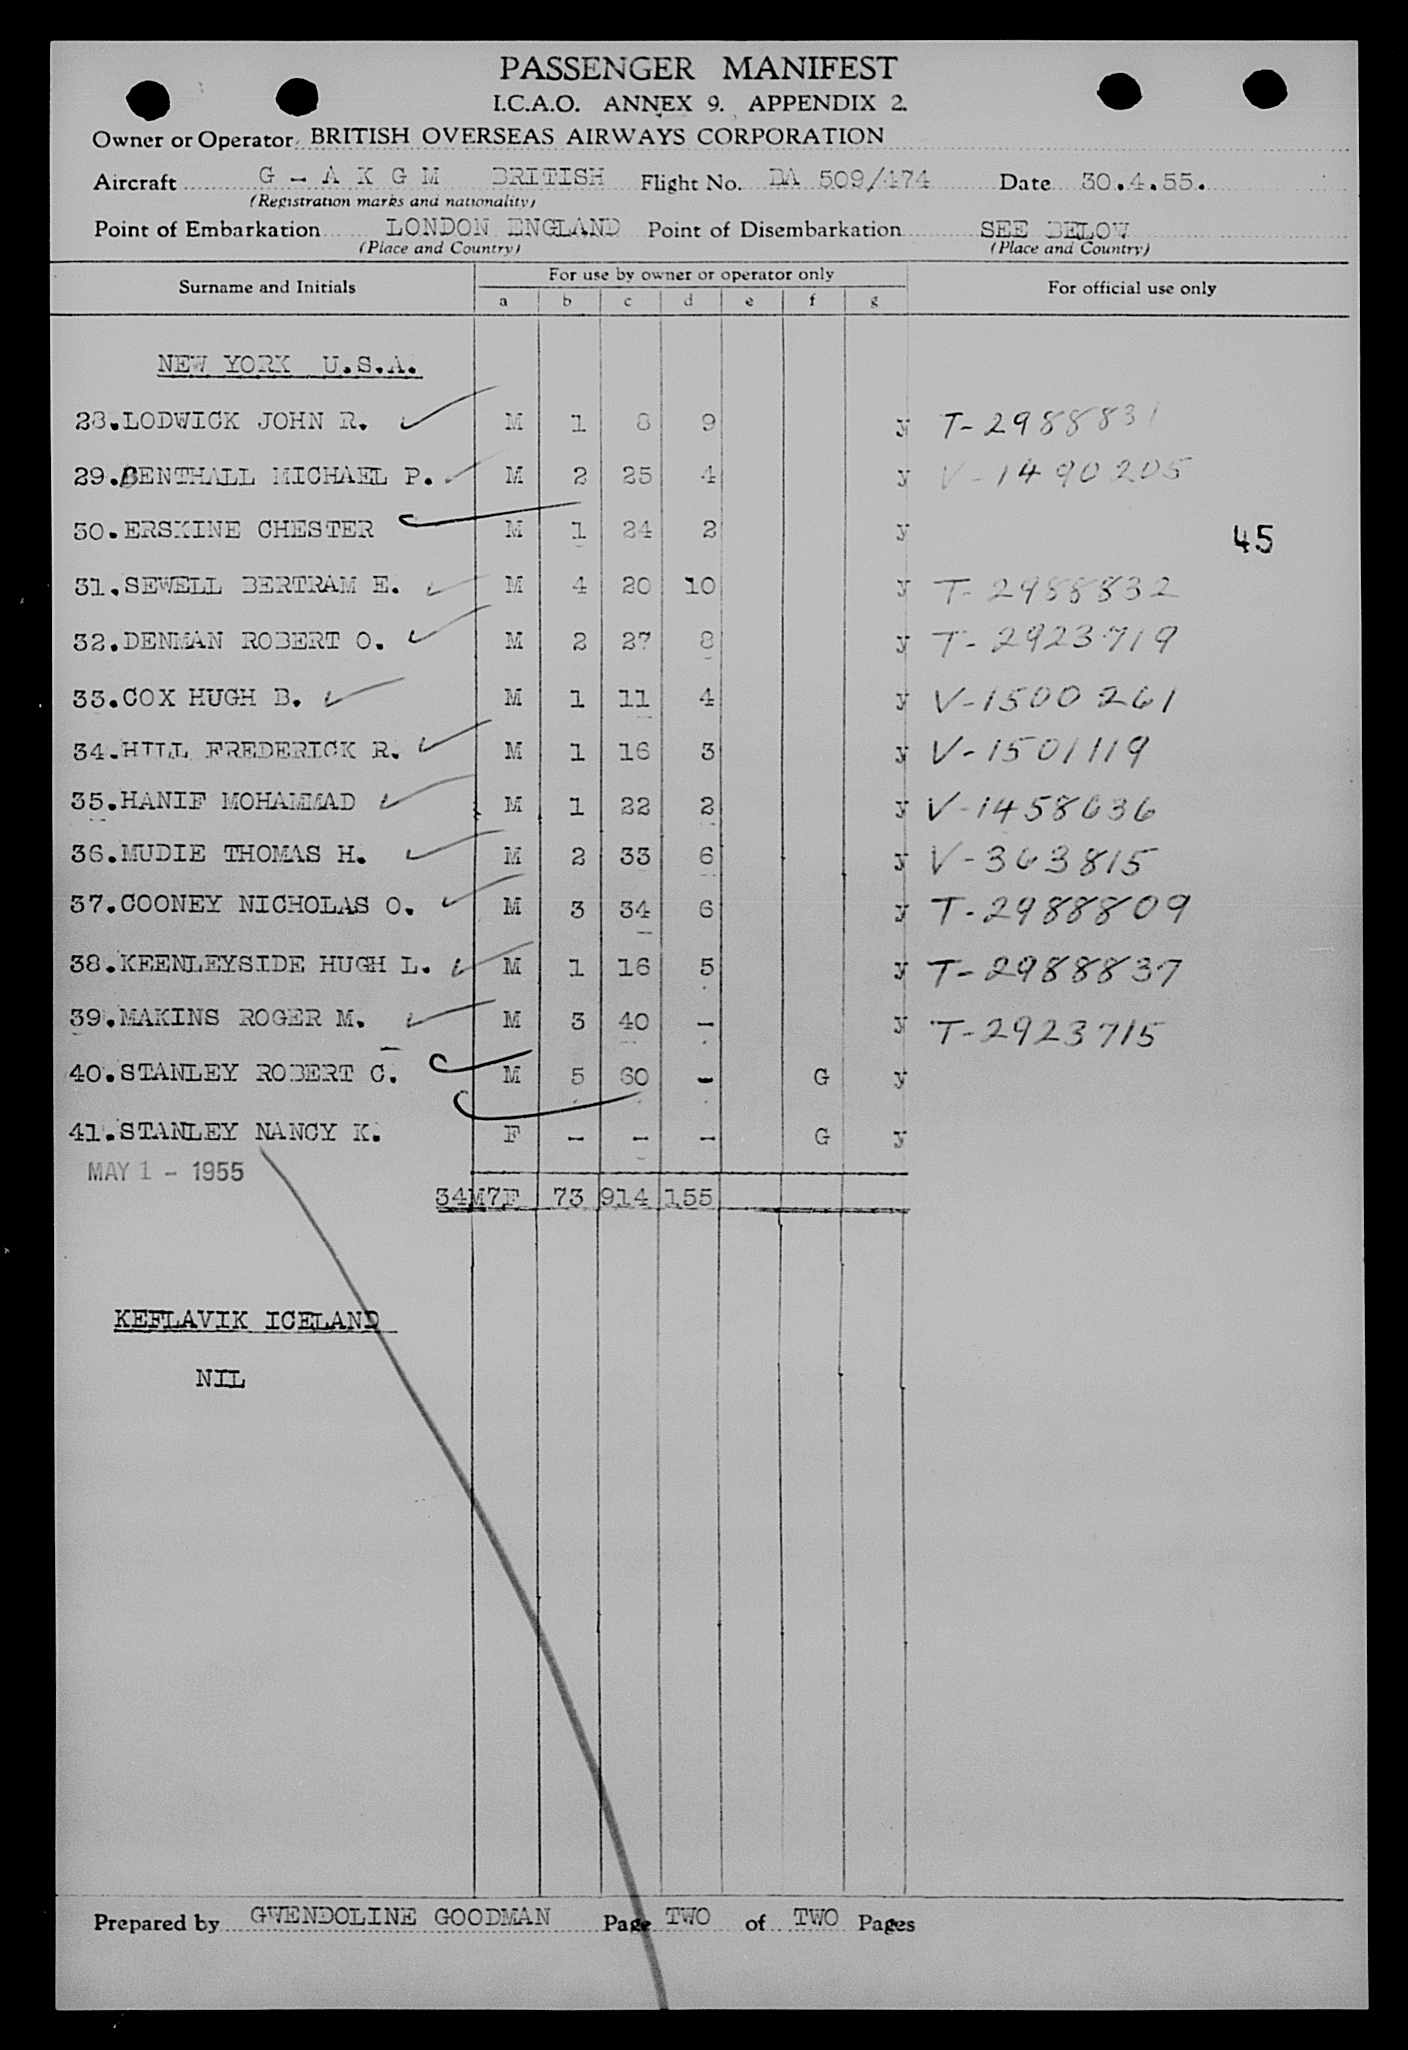 PASSENGER MANIFEST
I.C.A.O. ANNEX 9. APPENDIX 2.
Owner or Operator BRITISH OVERSEAS AIRWAYS CORPORATION
Aircraft G - A K G M BRITISH Flight No. BA 509/474 Date 30.4.55.
(Registration marks and nationality)
Point of Embarkation LONDON ENGLAND Point of Disembarkation SEE BELOW
(Place and Country) (Place and Country)
Surname and Initials For use by owner or operator only For official use only
a b c d e f g
NEW YORK U.S.A.
28. LODWICK JOHN R. M 1 8 9 y T-2988831
29. BENTHALL MICHAEL P. M 2 25 4 y V-1490205
30. ERSKINE CHESTER M 1 24 2 y 45
31. SEWELL BERTRAM E. M 4 20 10 y T-2988832
32. DENMAN ROBERT O. M 2 27 8 y T-2923719
33. COX HUGH B. M 1 11 4 y V-1500261
34. HILL FREDERICK R. M 1 16 3 y V-1501119
35. HANIF MOHAMMAD M 1 22 2 y V-1458636
36. MUDIE THOMAS H. M 2 33 6 y V-363815
37. COONEY NICHOLAS O. M 3 34 6 y T-2988809
38. KEENLEYSIDE HUGH L. M 1 16 5 y T-2988837
39. MAKINS ROGER M. M 3 40 - y T-2923715
40. STANLEY ROBERT C. M 5 60 - G y
41. STANLEY NANCY K. F - - - G y
MAY 1 - 1955
34M7F 73 914 155
KEFLAVIK ICELAND
NIL
Prepared by GWENDOLINE GOODMAN Page TWO of TWO Pages